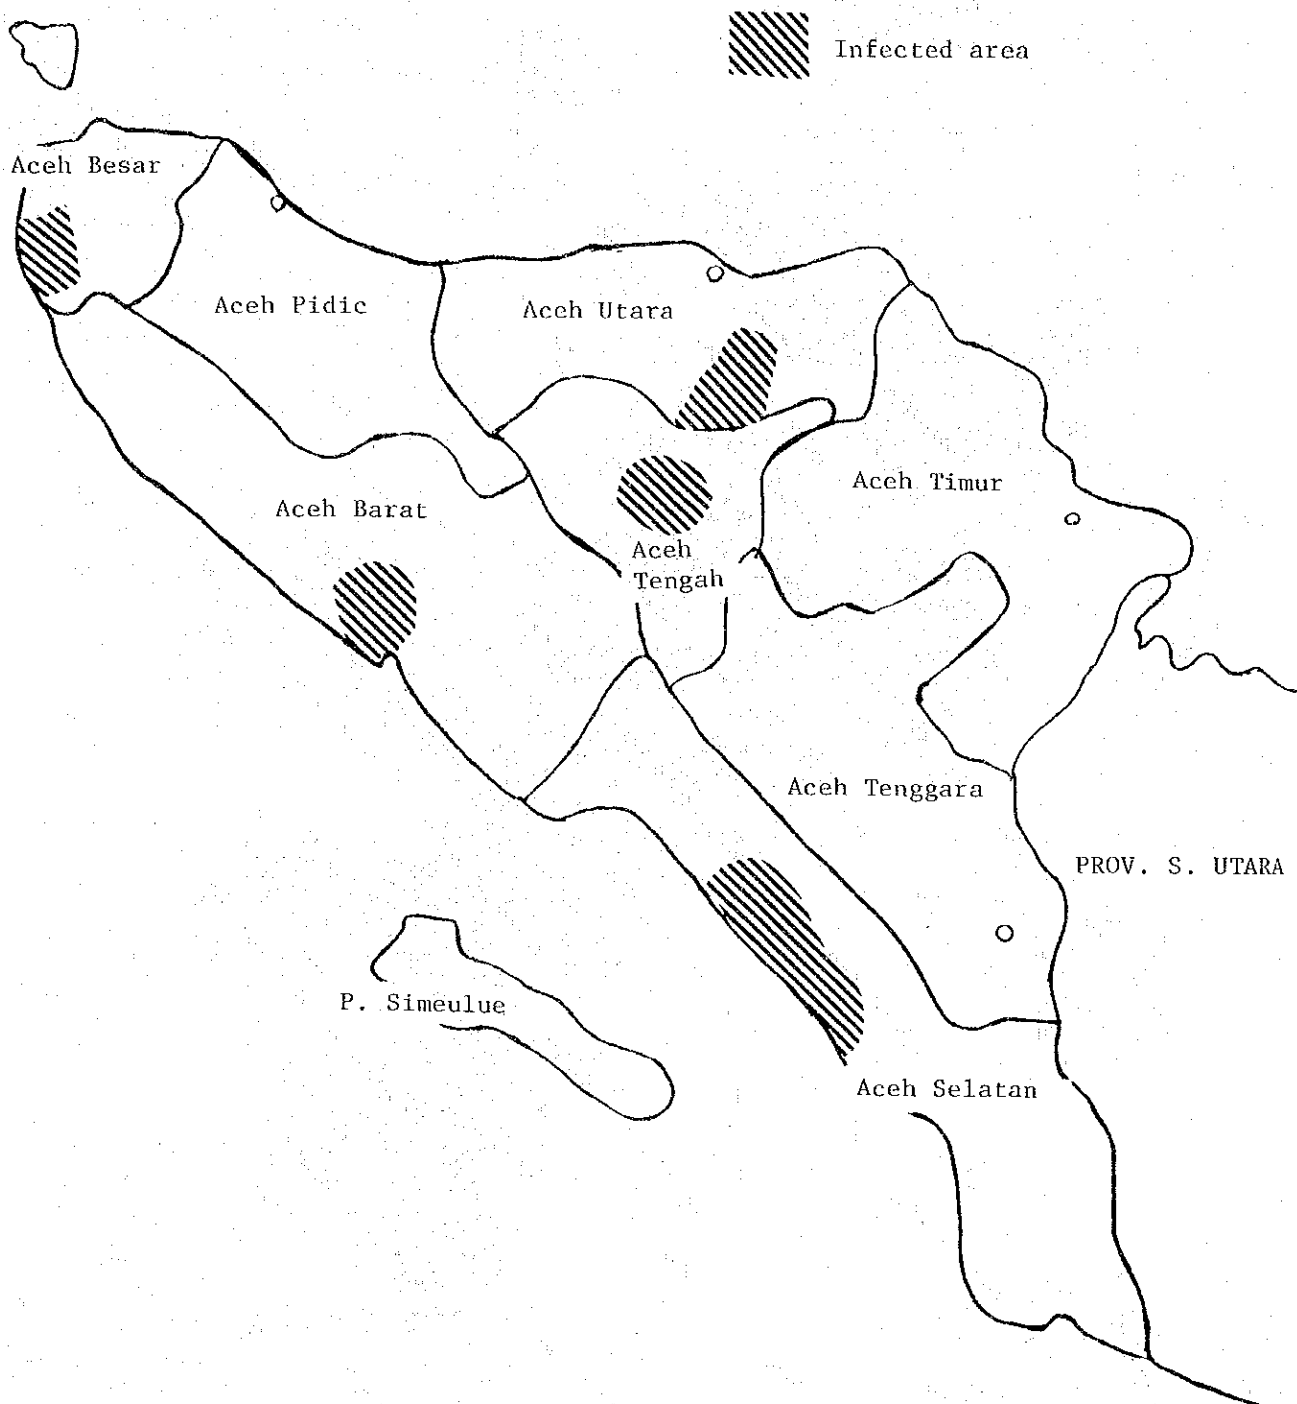 Infected area
Aceh Besar
Aceh Pidic
Aceh Utara
Aceh Timur
Aceh Barat
Aceh
Tengah
Aceh Tenggara
PROV. S. UTARA
P. Simeulue
Aceh Selatan